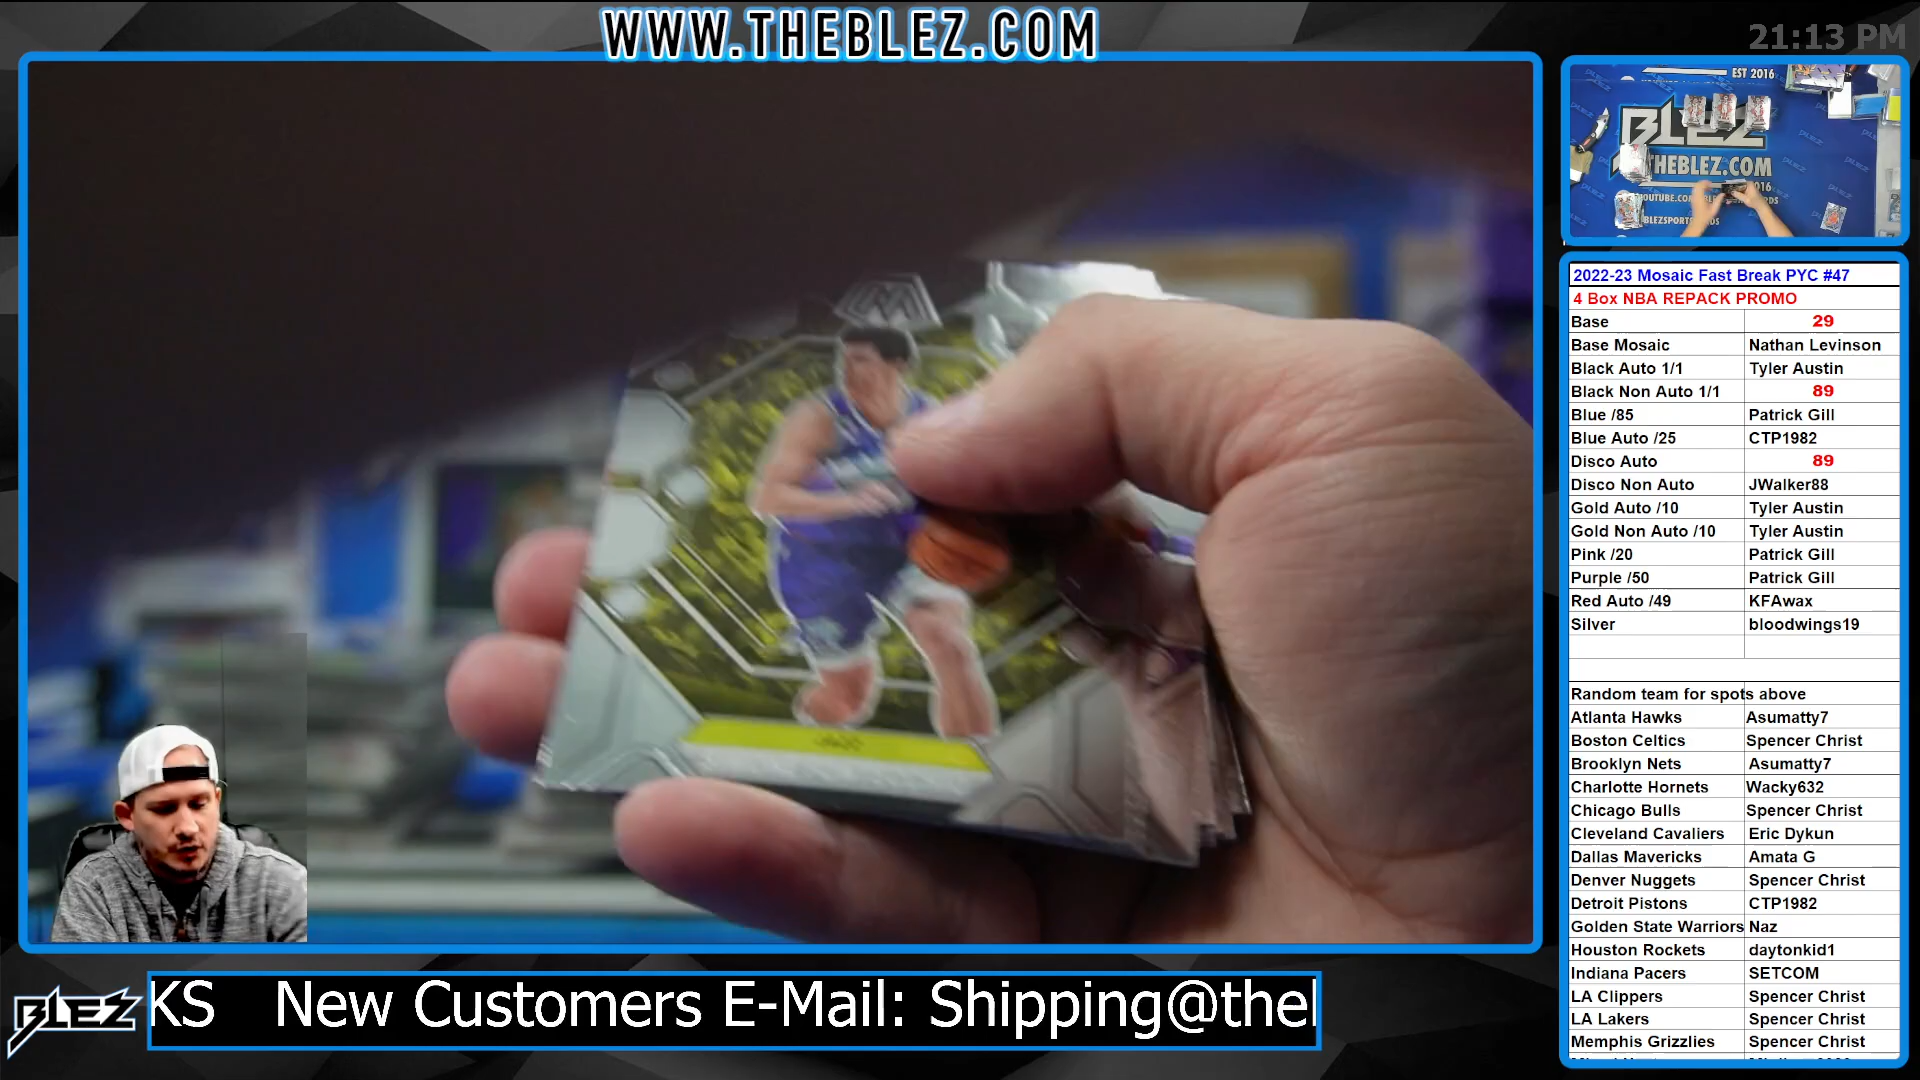 WWW.THEBLEZ.COM
21:13 PM
EST 2016
BLEZ
THEBLEZ.COM
2022-23 Mosaic Fast Break PYC #47
4 Box NBA REPACK PROMO
Base 29
Base Mosaic Nathan Levinson
Black Auto 1/1 Tyler Austin
Black Non Auto 1/1 89
Blue /85 Patrick Gill
Blue Auto /25 CTP1982
Disco Auto 89
Disco Non Auto JWalker88
Gold Auto /10 Tyler Austin
Gold Non Auto /10 Tyler Austin
Pink /20 Patrick Gill
Purple /50 Patrick Gill
Red Auto /49 KFAwax
Silver bloodwings19
Random team for spots above
Atlanta Hawks Asumatty7
Boston Celtics Spencer Christ
Brooklyn Nets Asumatty7
Charlotte Hornets Wacky632
Chicago Bulls Spencer Christ
Cleveland Cavaliers Eric Dykun
Dallas Mavericks Amata G
Denver Nuggets Spencer Christ
Detroit Pistons CTP1982
Golden State Warriors Naz
Houston Rockets daytonkid1
Indiana Pacers SETCOM
LA Clippers Spencer Christ
LA Lakers Spencer Christ
Memphis Grizzlies Spencer Christ
BLEZ
KS New Customers E-Mail: Shipping@thel